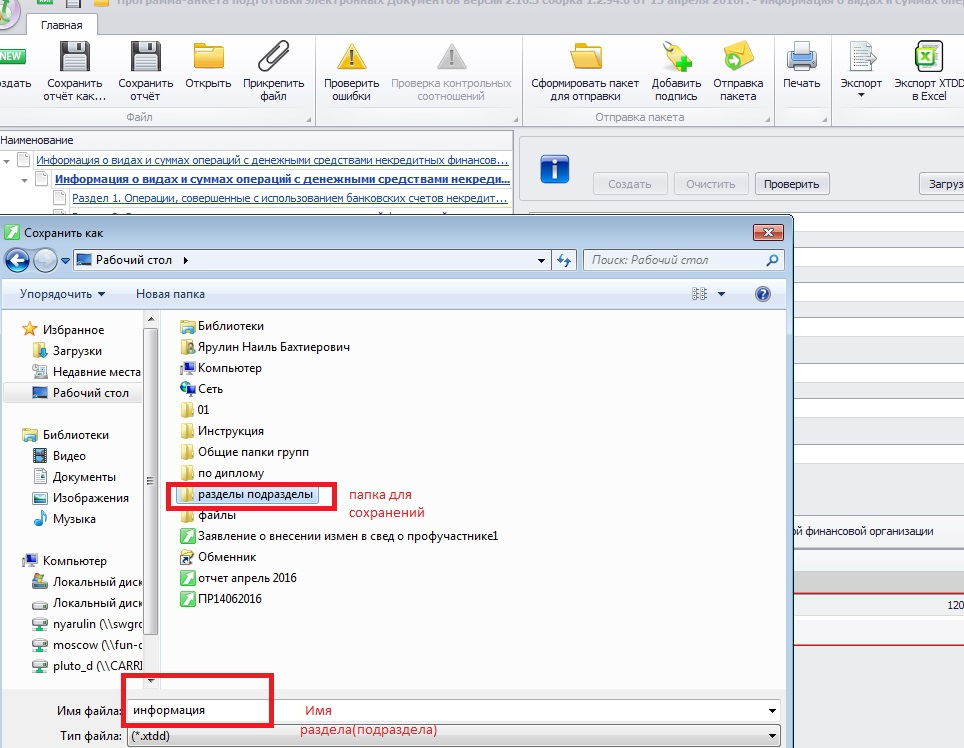 Программа-анкета подготовки электронных документов версии 2.16.3 сборка 1.2.94.0 от 15 апреля 2016г. - Информация о видах и суммах
Главная
NEW
Сохранить отчёт как...
Сохранить отчёт
Открыть
Прикрепить файл
Проверить ошибки
Проверка контрольных соотношений
Сформировать пакет для отправки
Добавить подпись
Отправка пакета
Печать
Экспорт
Экспорт XTDD в Excel
Файл
Отправка пакета
Наименование
Информация о видах и суммах операций с денежными средствами некредитных финансов...
Информация о видах и суммах операций с денежными средствами некреди...
Раздел 1. Операции, совершенные с использованием банковских счетов некредит...
Создать
Очистить
Проверить
Загруз
Сохранить как
Рабочий стол
Поиск: Рабочий стол
Упорядочить
Новая папка
Избранное
Загрузки
Недавние места
Рабочий стол
Библиотеки
Видео
Документы
Изображения
Музыка
Компьютер
Локальный диск
Локальный диск
nyarulin (\\swgrc
moscow (\\fun-c
pluto_d (\\CARRI
Библиотеки
Ярулин Наиль Бахтиерович
Компьютер
Сеть
01
Инструкция
Общие папки групп
по диплому
разделы подразделы
папка для
сохранений
файлы
Заявление о внесении измен в свед о профучастнике1
Обменник
отчет апрель 2016
ПР14062016
ой финансовой организации
120
Имя файла:
информация
Имя
раздела(подраздела)
Тип файла:
(*.xtdd)